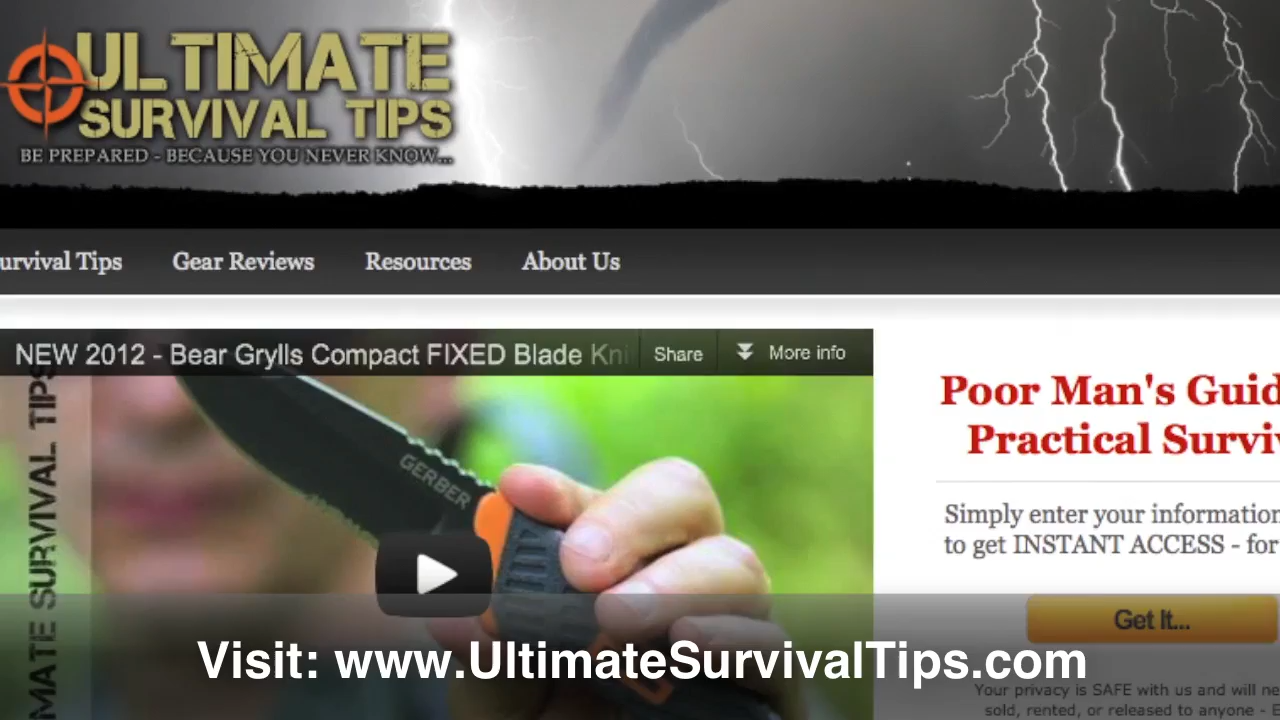 ULTIMATE
SURVIVAL TIPS
BE PREPARED - BECAUSE YOU NEVER KNOW...
urvival Tips Gear Reviews Resources About Us
NEW 2012 - Bear Grylls Compact FIXED Blade Kni Share More info
MATE SURVIVAL TIPS
GERBER
Poor Man's Guid
Practical Surviv
Simply enter your information
to get INSTANT ACCESS - for
Get It...
Visit: www.UltimateSurvivalTips.com
Your privacy is SAFE with us and will ne
sold, rented, or released to anyone - E